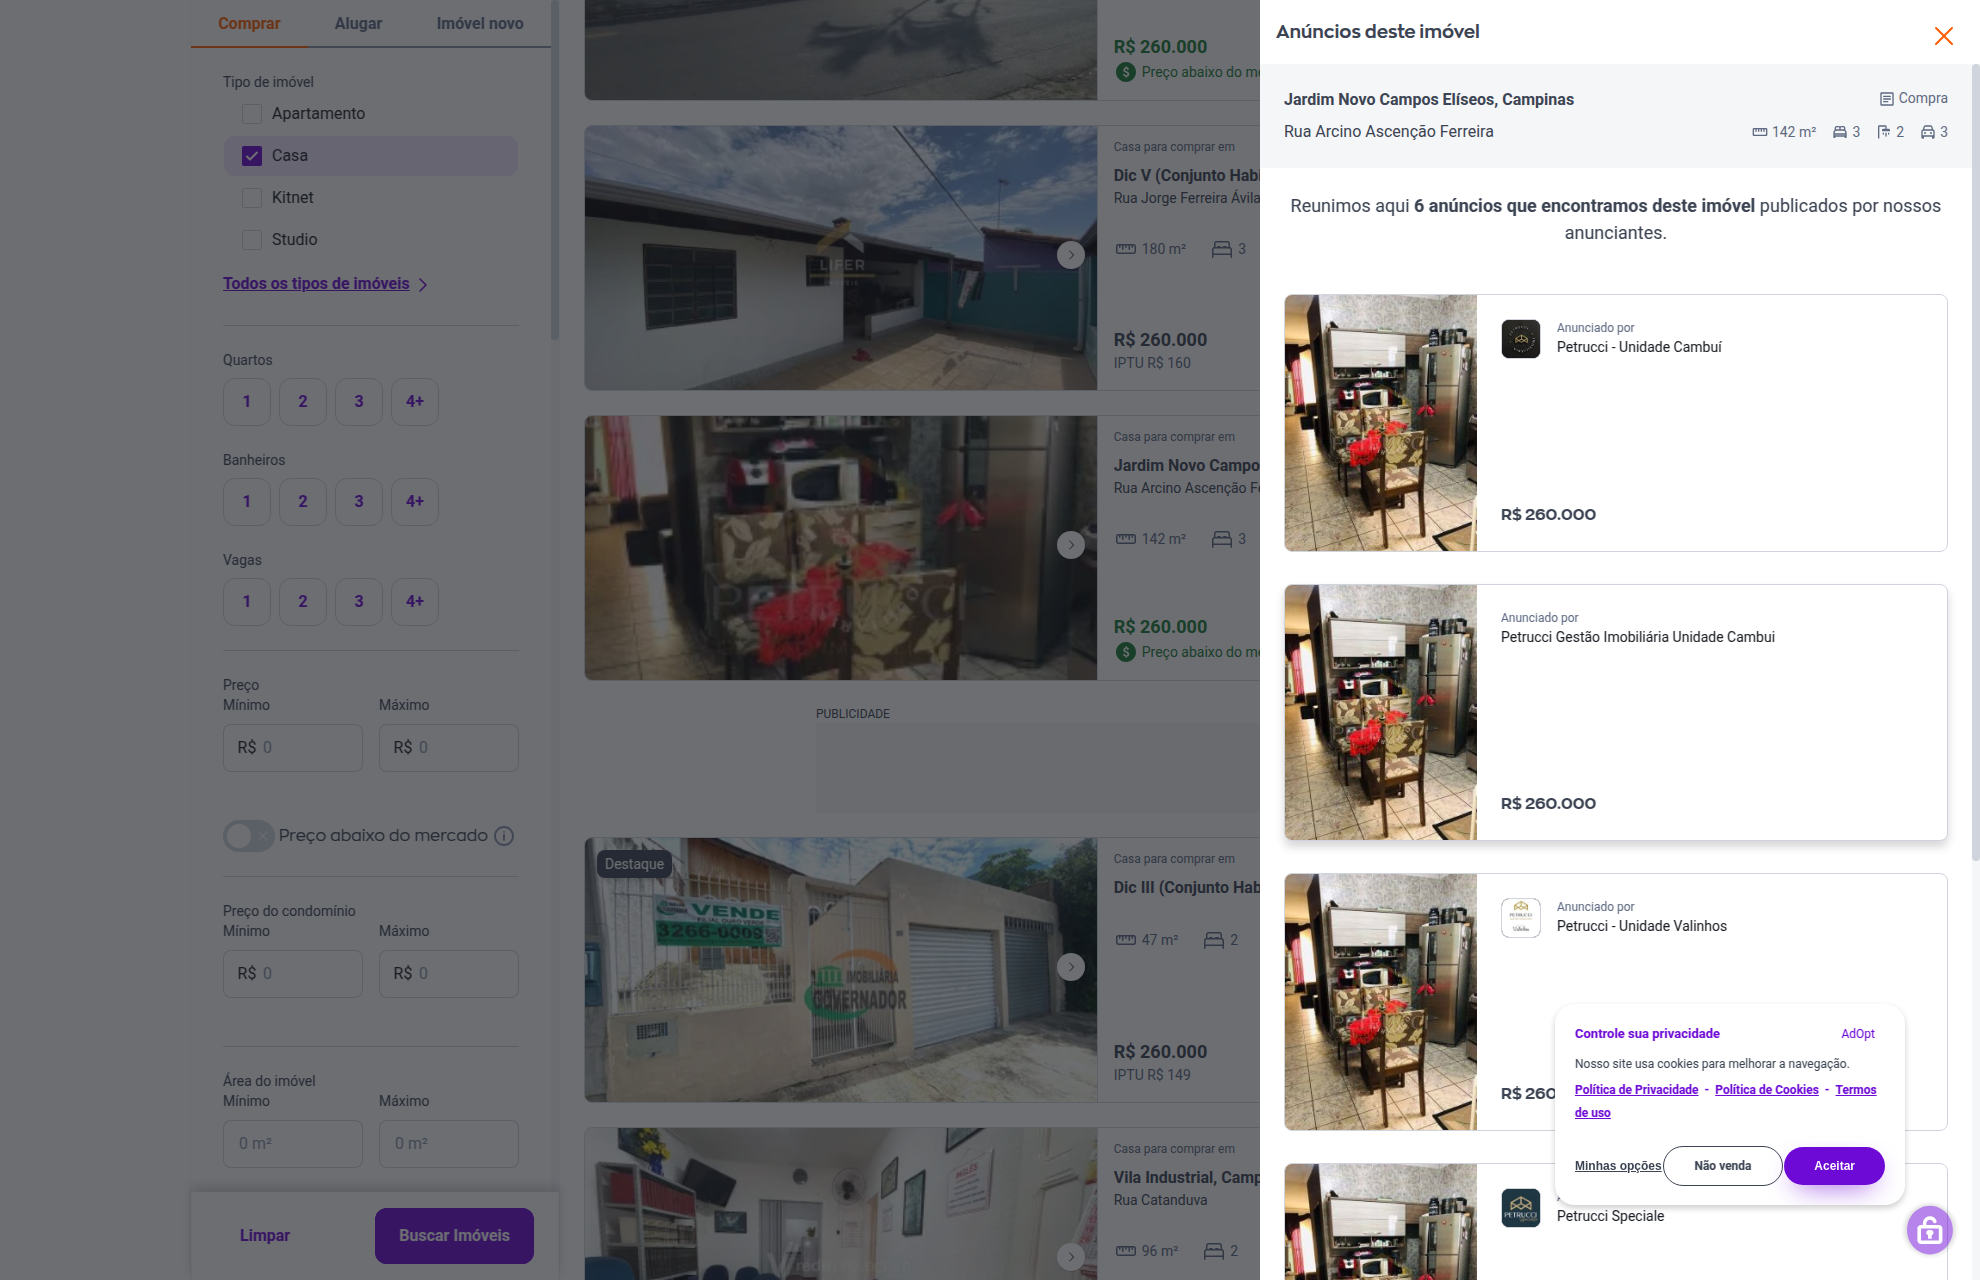 Comprar
Alugar
Imóvel novo
Tipo de imóvel
Apartamento
Casa
Kitnet
Studio
Todos os tipos de imóveis
Quartos
1
2
3
4+
Banheiros
1
2
3
4+
Vagas
1
2
3
4+
Preço
Mínimo
Máximo
R$ 0
R$ 0
Preço abaixo do mercado
Preço do condomínio
Mínimo
Máximo
R$ 0
R$ 0
Área do imóvel
Mínimo
Máximo
0 m²
0 m²
Limpar
Buscar Imóveis
R$ 260.000
Preço abaixo do me
LIFER
Casa para comprar em
Dic V (Conjunto Habi
Rua Jorge Ferreira Ávila
180 m²
3
R$ 260.000
IPTU R$ 160
Casa para comprar em
Jardim Novo Campo
Rua Arcino Ascenção Fe
142 m²
3
R$ 260.000
Preço abaixo do me
PUBLICIDADE
Destaque
VENDE
3266-0009
IMOBILIÁRIA
GOVERNADOR
Casa para comprar em
Dic III (Conjunto Hab
47 m²
2
R$ 260.000
IPTU R$ 149
INGLÊS
Casa para comprar em
Vila Industrial, Camp
Rua Catanduva
96 m²
2
Anúncios deste imóvel
Jardim Novo Campos Elíseos, Campinas
Compra
Rua Arcino Ascenção Ferreira
142 m²
3
2
3
Reunimos aqui 6 anúncios que encontramos deste imóvel publicados por nossos
anunciantes.
Anunciado por
Petrucci - Unidade Cambuí
R$ 260.000
Anunciado por
Petrucci Gestão Imobiliária Unidade Cambui
R$ 260.000
PETRUCCI
Valinhos
Anunciado por
Petrucci - Unidade Valinhos
R$ 260
PETRUCCI
Petrucci Speciale
Controle sua privacidade
AdOpt
Nosso site usa cookies para melhorar a navegação.
Política de Privacidade - Política de Cookies - Termos
de uso
Minhas opções
Não venda
Aceitar